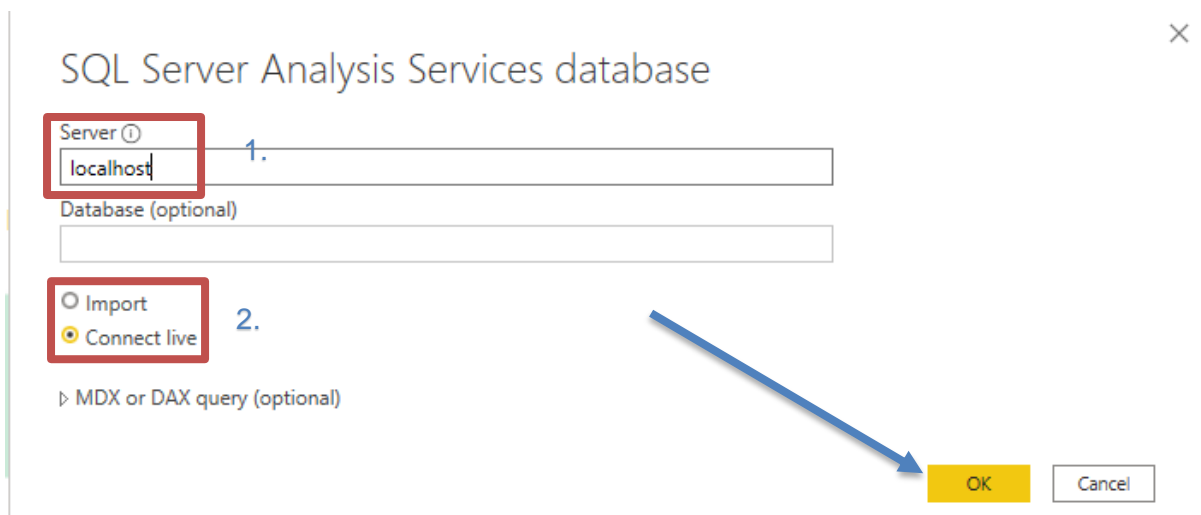 SQL Server Analysis Services database
Server
localhost
1.
Database (optional)
Import
Connect live
2.
MDX or DAX query (optional)
OK
Cancel